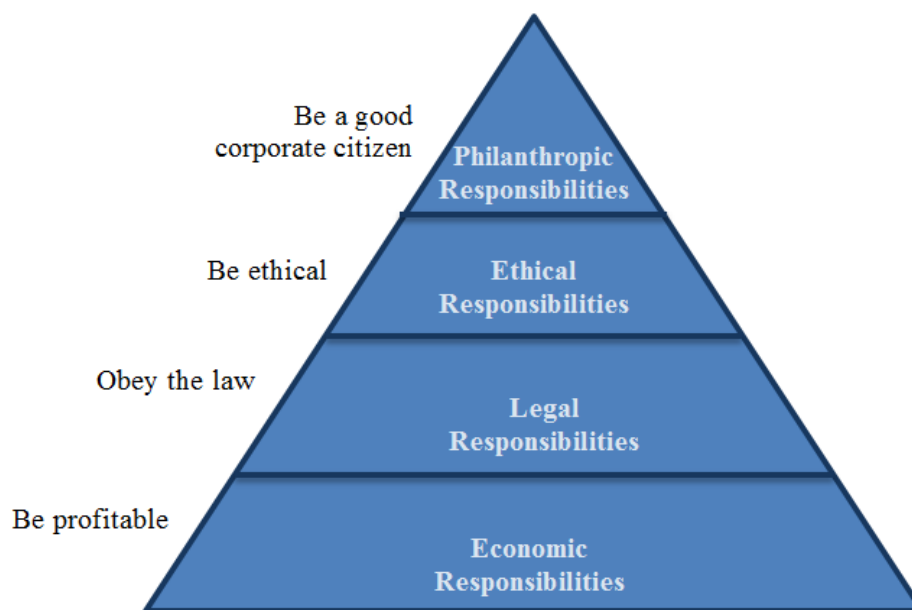 Be a good
corporate citizen
Philanthropic
Responsibilities
Be ethical
Ethical
Responsibilities
Obey the law
Legal
Responsibilities
Be profitable
Economic
Responsibilities